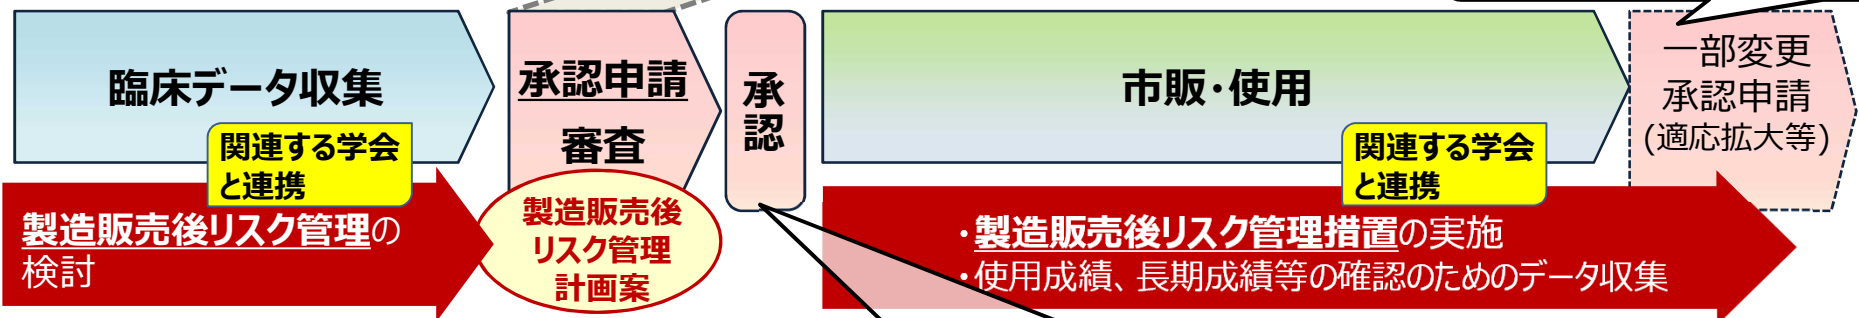 臨床データ収集
関連する学会
と連携
製造販売後リスク管理の
検討
承認申請
審査
製造販売後
リスク管理
計画案
承
認
市販・使用
関連する学会
と連携
・製造販売後リスク管理措置の実施
・使用成績、長期成績等の確認のためのデータ収集
一部変更
承認申請
(適応拡大等)